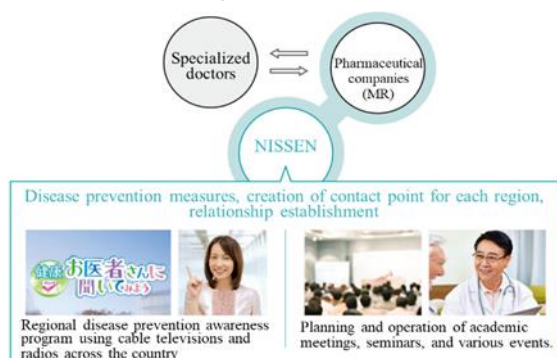 Specialized
doctors
Pharmaceutical
companies
(MR)
NISSEN
Disease prevention measures, creation of contact point for each region,
relationship establishment
健康
お医者さんに
聞いてみよう
Regional disease prevention awareness
program using cable televisions and
radios across the country
Planning and operation of academic
meetings, seminars, and various events.